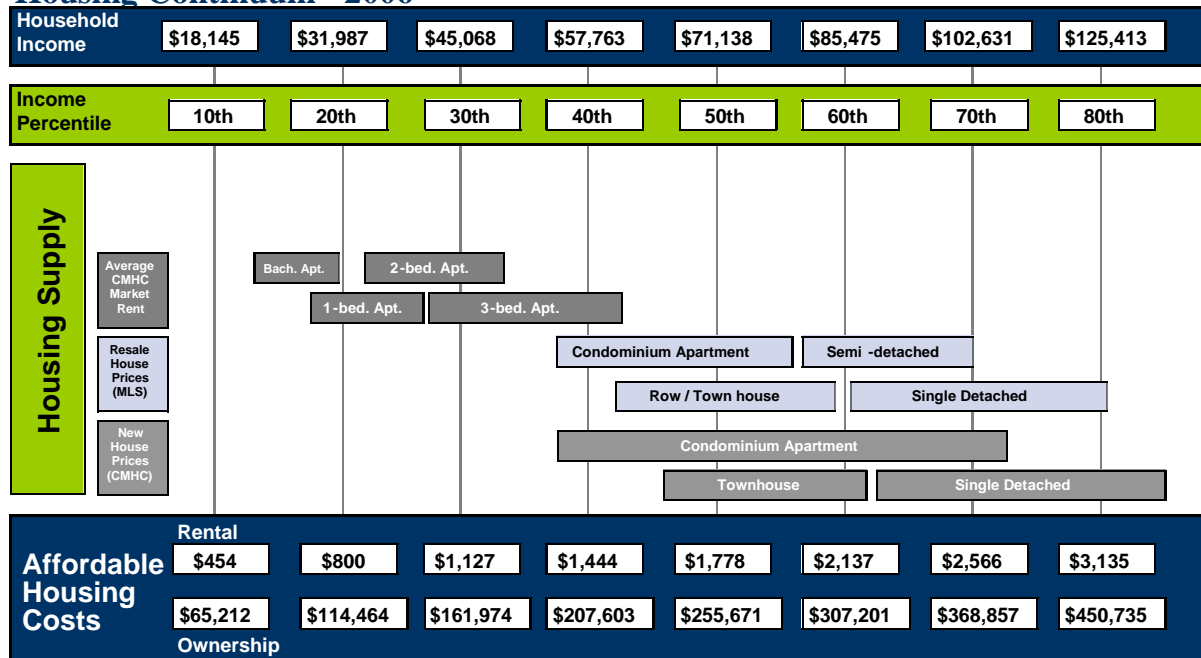 Housing Continuum - 2006
Household
Income
$18,145 $31,987 $45,068 $57,763 $71,138 $85,475 $102,631 $125,413
Income
Percentile
10th 20th 30th 40th 50th 60th 70th 80th
Housing Supply
Average
CMHC
Market
Rent
Bach. Apt. 2-bed. Apt.
1-bed. Apt. 3-bed. Apt.
Resale
House
Prices
(MLS)
Condominium Apartment Semi -detached
Row / Town house Single Detached
New
House
Prices
(CMHC)
Condominium Apartment
Townhouse Single Detached
Affordable
Housing
Costs
Rental
$454 $800 $1,127 $1,444 $1,778 $2,137 $2,566 $3,135
$65,212 $114,464 $161,974 $207,603 $255,671 $307,201 $368,857 $450,735
Ownership